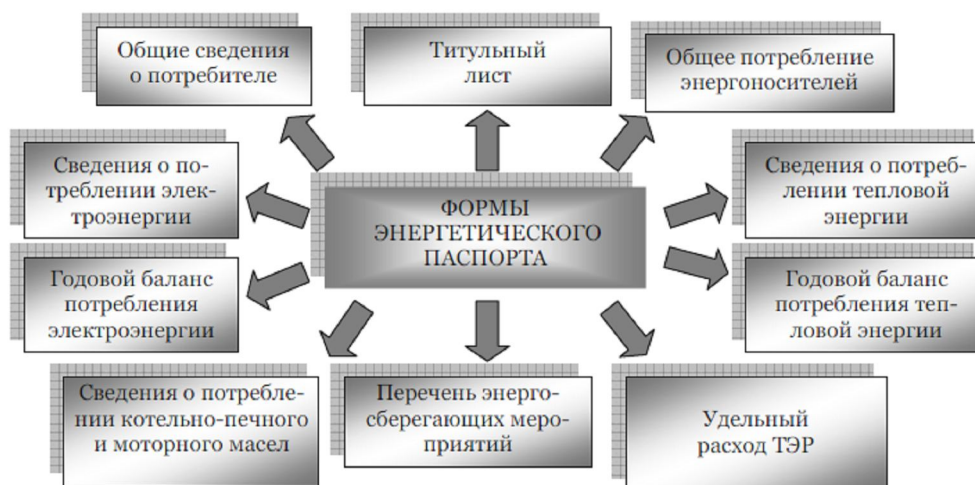 Общие сведения
о потребителе
Титульный
лист
Общее потребление
энергоносителей
Сведения о по-
треблении элек-
троэнергии
ФОРМЫ
ЭНЕРГЕТИЧЕСКОГО
ПАСПОРТА
Сведения о потреб-
лении тепловой
энергии
Годовой баланс
потребления
электроэнергии
Годовой баланс
потребления теп-
ловой энергии
Сведения о потребле-
нии котельно-печного
и моторного масел
Перечень энерго-
сберегающих меро-
приятий
Удельный
расход ТЭР